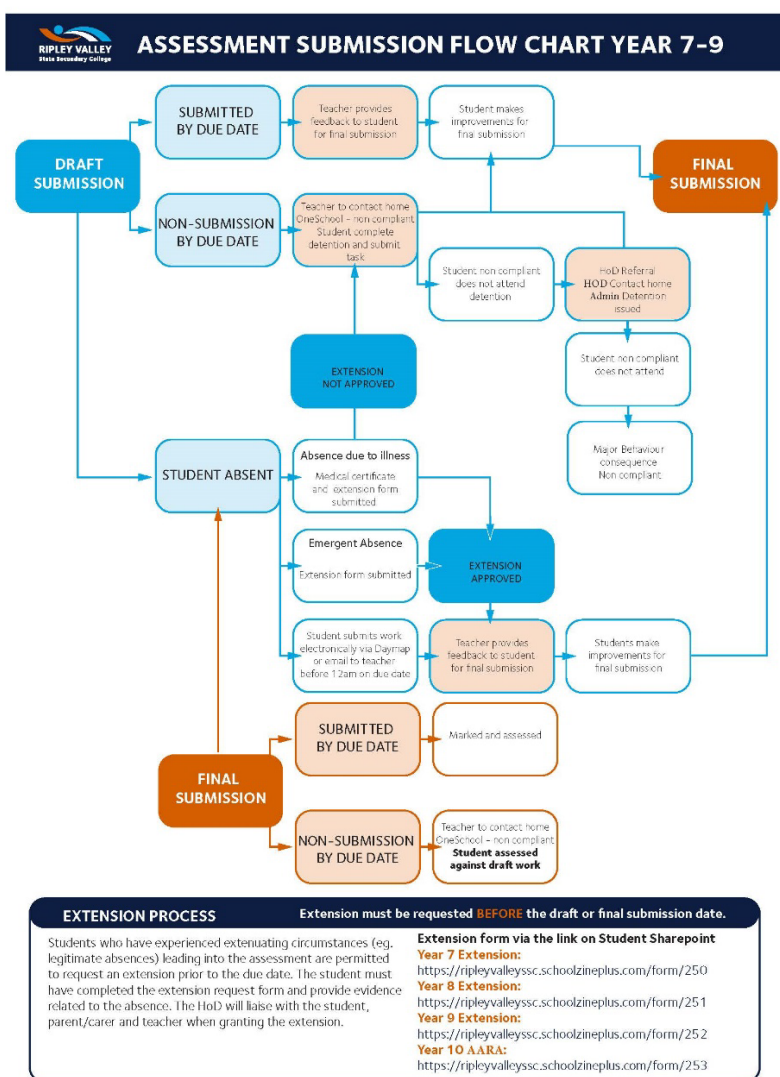 RIPLEY VALLEY
State Secondary College
ASSESSMENT SUBMISSION FLOW CHART YEAR 7–9
DRAFT
SUBMISSION
SUBMITTED
BY DUE DATE
Teacher provides
feedback to student
for final submission
Student makes
improvements for
final submission
FINAL
SUBMISSION
NON-SUBMISSION
BY DUE DATE
Teacher to contact home
OneSchool – non compliant
Student complete
detention and submit
task
Student non compliant
does not attend
detention
HoD Referral
HOD Contact home
Admin Detention
issued
EXTENSION
NOT APPROVED
Student non compliant
does not attend
Major Behaviour
consequence
Non compliant
STUDENT ABSENT
Absence due to illness
Medical certificate
and extension form
submitted
Emergent Absence
Extension form submitted
EXTENSION
APPROVED
Student submits work
electronically via Daymap
or email to teacher
before 12am on due date
Teacher provides
feedback to student
for final submission
Students make
improvements for
final submission
FINAL
SUBMISSION
SUBMITTED
BY DUE DATE
Marked and assessed
NON-SUBMISSION
BY DUE DATE
Teacher to contact home
OneSchool – non compliant
Student assessed
against draft work
EXTENSION PROCESS
Extension must be requested BEFORE the draft or final submission date.
Students who have experienced extenuating circumstances (eg.
legitimate absences) leading into the assessment are permitted
to request an extension prior to the due date. The student must
have completed the extension request form and provide evidence
related to the absence. The HoD will liaise with the student,
parent/carer and teacher when granting the extension.
Extension form via the link on Student Sharepoint
Year 7 Extension:
https://ripleyvalleyssc.schoolzineplus.com/form/250
Year 8 Extension:
https://ripleyvalleyssc.schoolzineplus.com/form/251
Year 9 Extension:
https://ripleyvalleyssc.schoolzineplus.com/form/252
Year 10 AARA:
https://ripleyvalleyssc.schoolzineplus.com/form/253